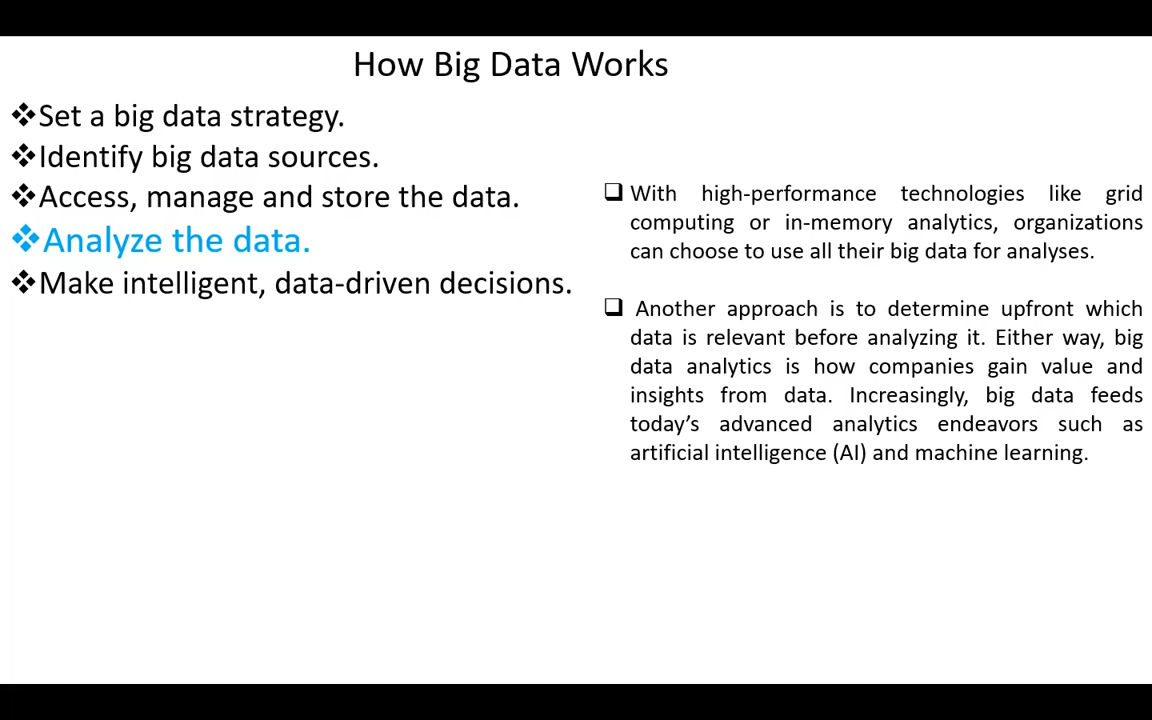 How Big Data Works
❖Set a big data strategy.
❖Identify big data sources.
❖Access, manage and store the data.
❖Analyze the data.
❖Make intelligent, data-driven decisions.
❑ With high-performance technologies like grid
computing or in-memory analytics, organizations
can choose to use all their big data for analyses.
❑ Another approach is to determine upfront which
data is relevant before analyzing it. Either way, big
data analytics is how companies gain value and
insights from data. Increasingly, big data feeds
today’s advanced analytics endeavors such as
artificial intelligence (AI) and machine learning.